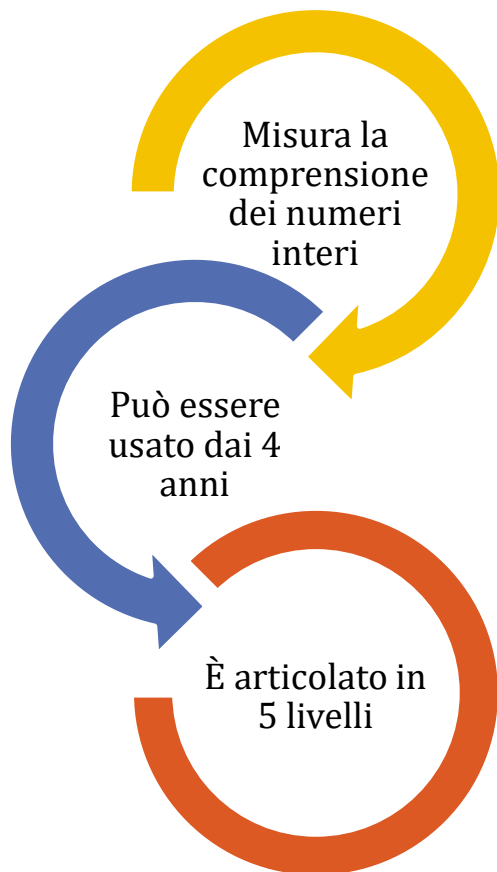 Misura la
comprensione
dei numeri
interi
Può essere
usato dai 4
anni
È articolato in
5 livelli